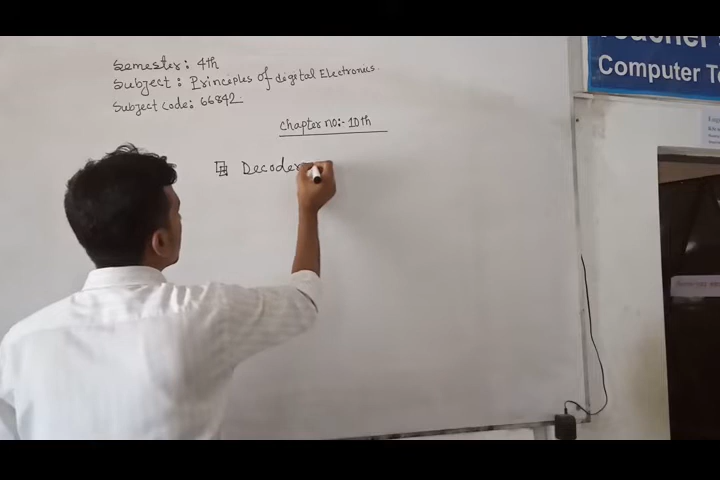 Semester: 4th
Subject: Principles of digital Electronics.
Subject code: 66842
Chapter no:- 10th
Decoder
Computer